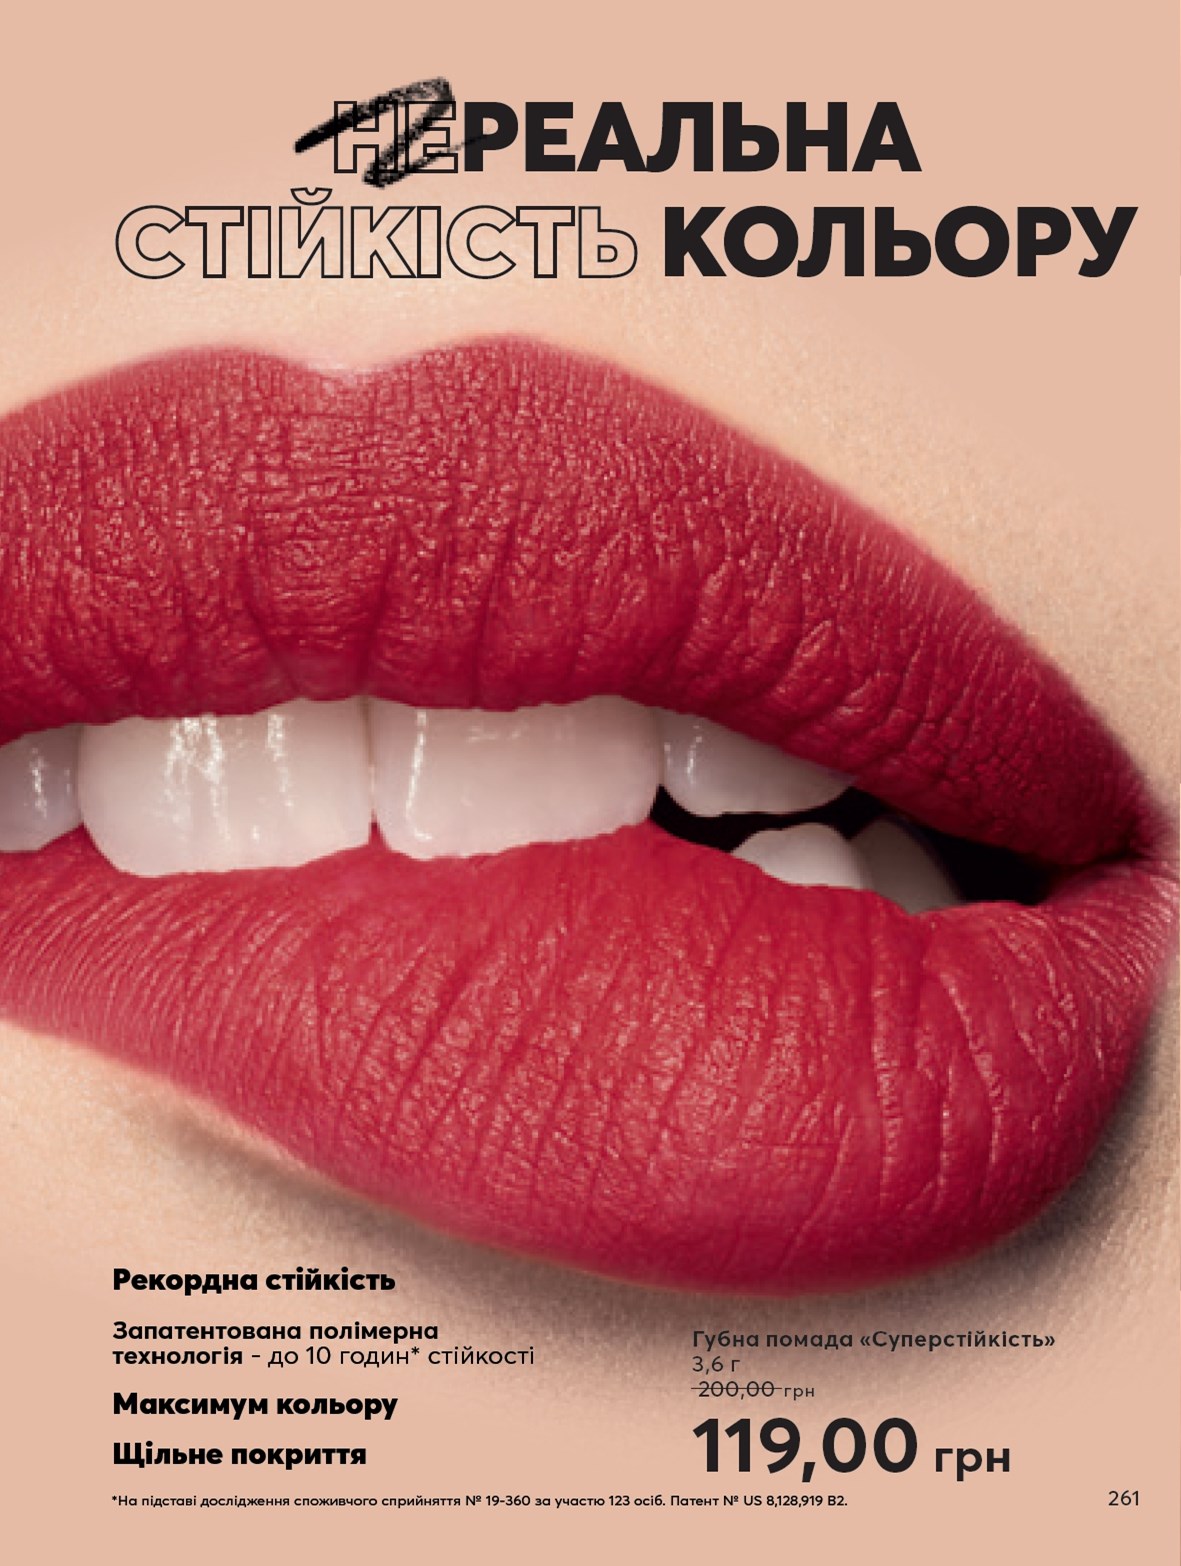 НЕРЕАЛЬНА
СТІЙКІСТЬ КОЛЬОРУ
Рекордна стійкість
Запатентована полімерна
технологія - до 10 годин* стійкості
Максимум кольору
Щільне покриття
Губна помада «Суперстійкість»
3,6 г
200,00 грн
119,00 грн
*На підставі дослідження споживчого сприйняття № 19-360 за участю 123 осіб. Патент № US 8,128,919 B2.
261